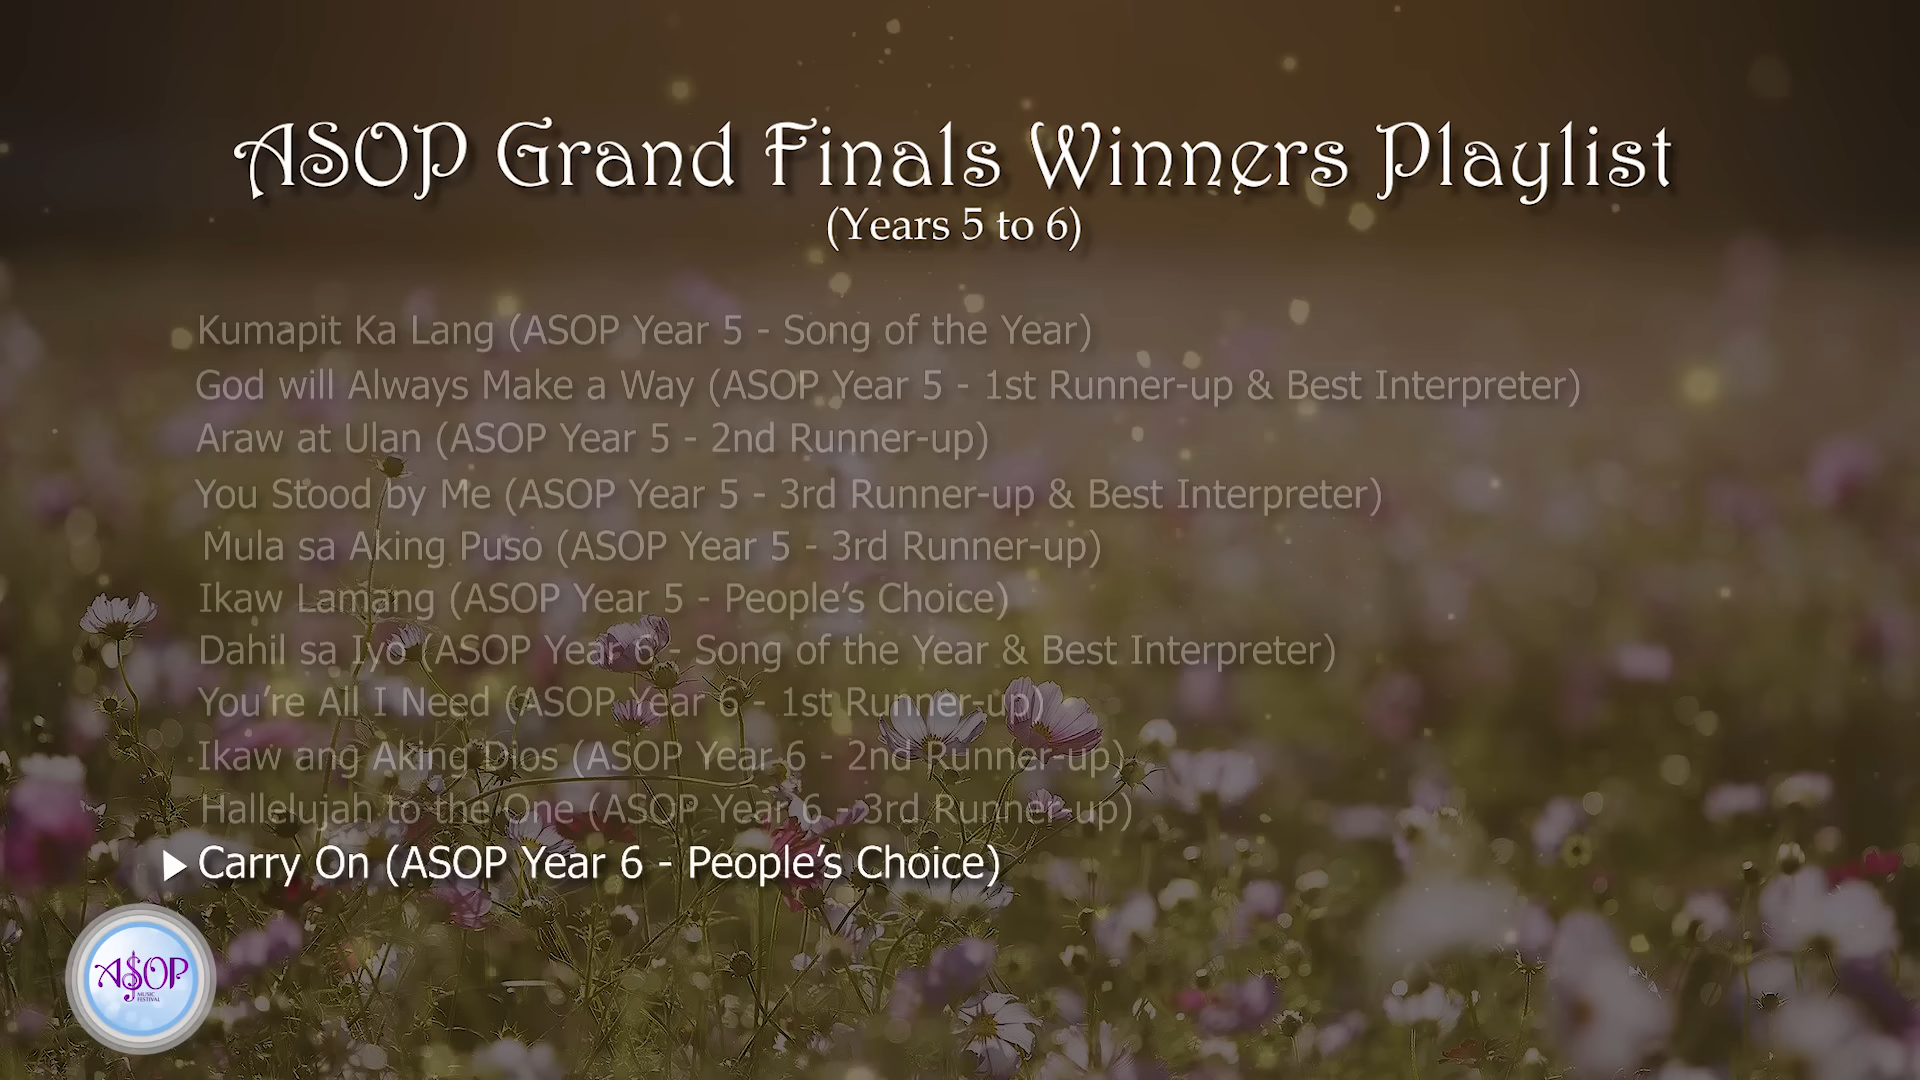 ASOP Grand Finals Winners Playlist
(Years 5 to 6)
Kumapit Ka Lang (ASOP Year 5 - Song of the Year)
God will Always Make a Way (ASOP Year 5 - 1st Runner-up & Best Interpreter)
Araw at Ulan (ASOP Year 5 - 2nd Runner-up)
You Stood by Me (ASOP Year 5 - 3rd Runner-up & Best Interpreter)
Mula sa Aking Puso (ASOP Year 5 - 3rd Runner-up)
Ikaw Lamang (ASOP Year 5 - People’s Choice)
Dahil sa Iyo (ASOP Year 6 - Song of the Year & Best Interpreter)
You’re All I Need (ASOP Year 6 - 1st Runner-up)
Ikaw ang Aking Dios (ASOP Year 6 - 2nd Runner-up)
Hallelujah to the One (ASOP Year 6 - 3rd Runner-up)
Carry On (ASOP Year 6 - People’s Choice)
ASOP
MUSIC
FESTIVAL